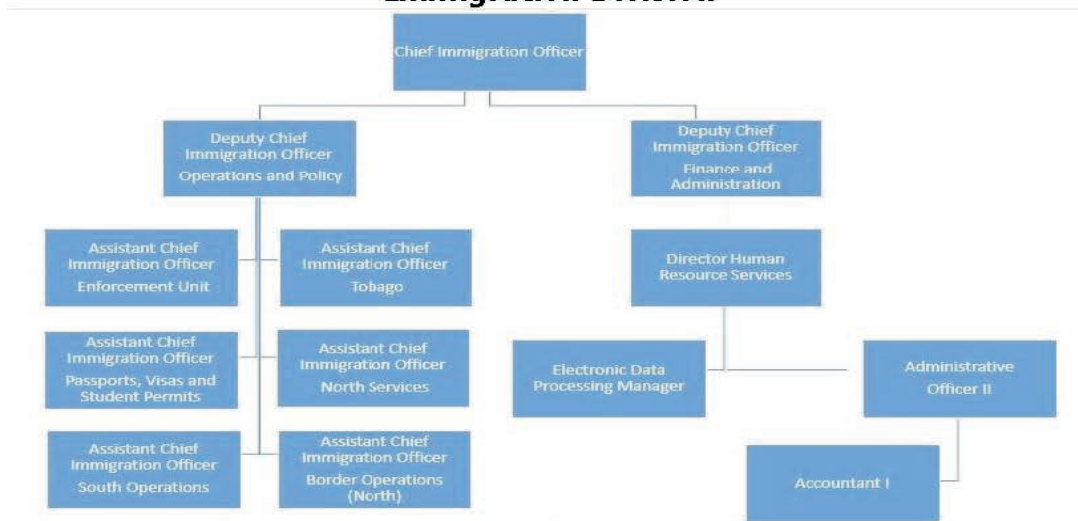 Chief Immigration Officer
Deputy Chief
Immigration Officer
Operations and Policy
Deputy Chief
Immigration Officer
Finance and
Administration
Assistant Chief
Immigration Officer
Enforcement Unit
Assistant Chief
Immigration Officer
Tobago
Director Human
Resource Services
Assistant Chief
Immigration Officer
Passports, Visas and
Student Permits
Assistant Chief
Immigration Officer
North Services
Electronic Data
Processing Manager
Administrative
Officer II
Assistant Chief
Immigration Officer
South Operations
Assistant Chief
Immigration Officer
Border Operations
(North)
Accountant I